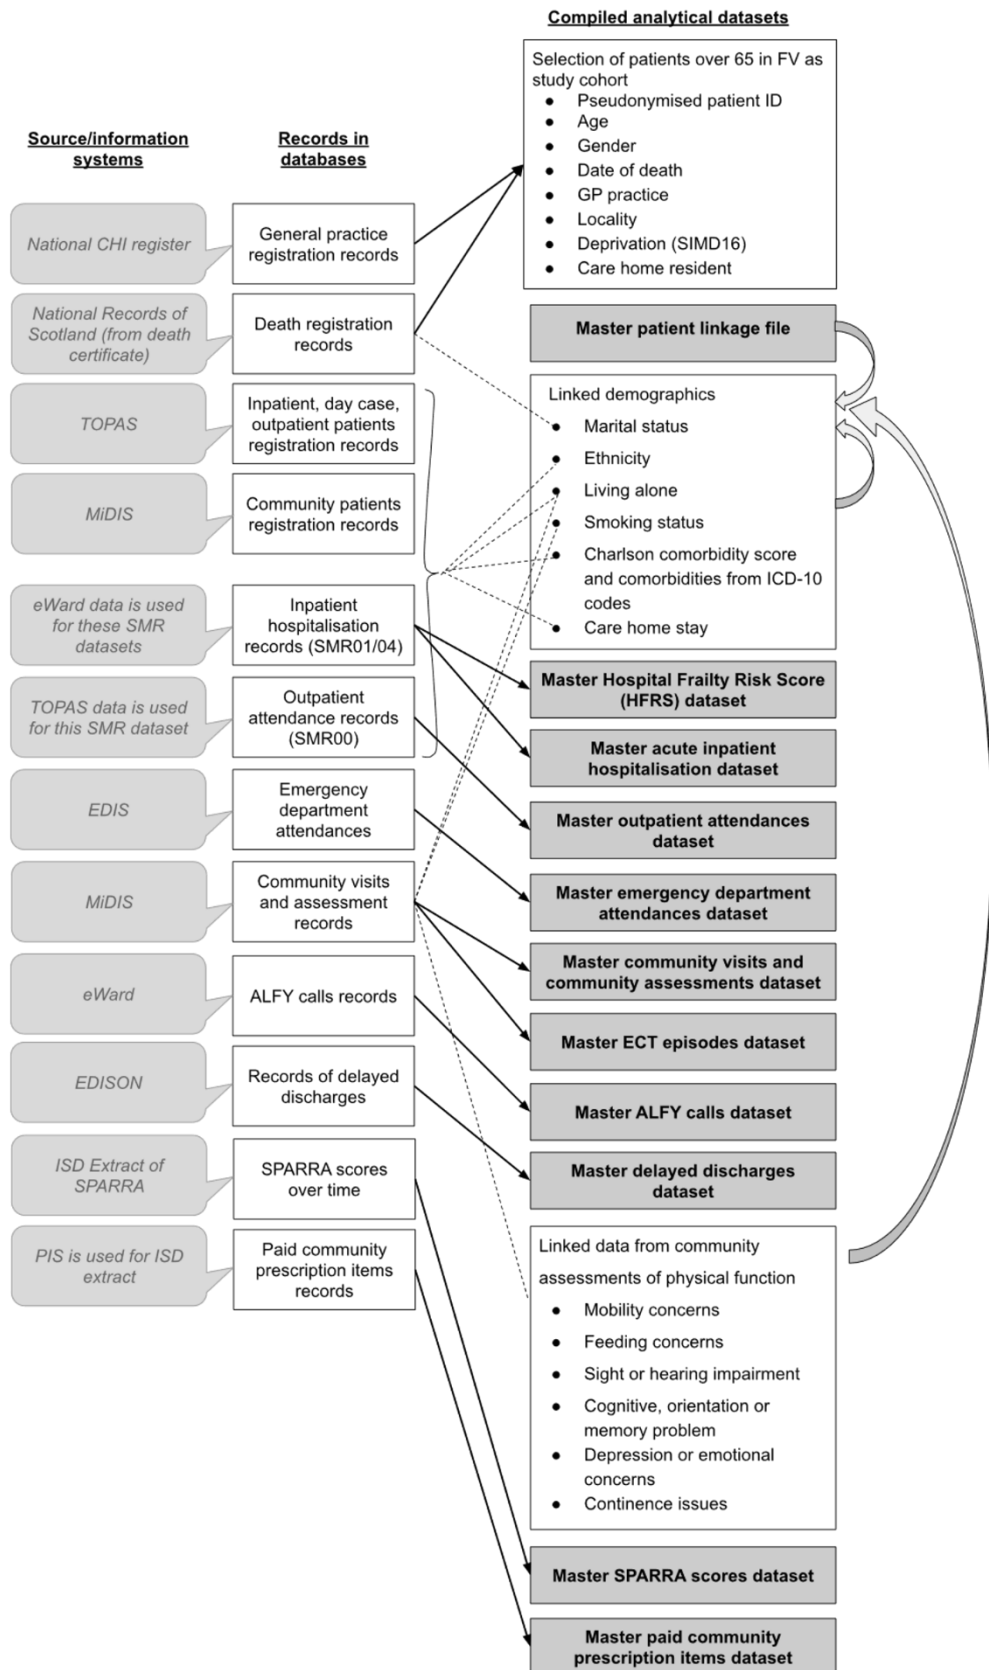 Compiled analytical datasets
Source/information
systems
Records in
databases
Selection of patients over 65 in FV as
study cohort
● Pseudonymised patient ID
● Age
● Gender
● Date of death
● GP practice
● Locality
● Deprivation (SIMD16)
● Care home resident
National CHI register
General practice
registration records
National Records of
Scotland (from death
certificate)
Death registration
records
Master patient linkage file
TOPAS
Inpatient, day case,
outpatient patients
registration records
Linked demographics
● Marital status
● Ethnicity
● Living alone
● Smoking status
● Charlson comorbidity score
and comorbidities from ICD-10
codes
● Care home stay
MiDIS
Community patients
registration records
eWard data is used
for these SMR
datasets
Inpatient
hospitalisation
records (SMR01/04)
Master Hospital Frailty Risk Score
(HFRS) dataset
Master acute inpatient
hospitalisation dataset
TOPAS data is used
for this SMR dataset
Outpatient
attendance records
(SMR00)
Master outpatient attendances
dataset
EDIS
Emergency
department
attendances
Master emergency department
attendances dataset
MiDIS
Community visits
and assessment
records
Master community visits and
community assessments dataset
Master ECT episodes dataset
eWard
ALFY calls records
Master ALFY calls dataset
EDISON
Records of delayed
discharges
Master delayed discharges
dataset
ISD Extract of
SPARRA
SPARRA scores
over time
PIS is used for ISD
extract
Paid community
prescription items
records
Linked data from community
assessments of physical function
● Mobility concerns
● Feeding concerns
● Sight or hearing impairment
● Cognitive, orientation or
memory problem
● Depression or emotional
concerns
● Continence issues
Master SPARRA scores dataset
Master paid community
prescription items dataset